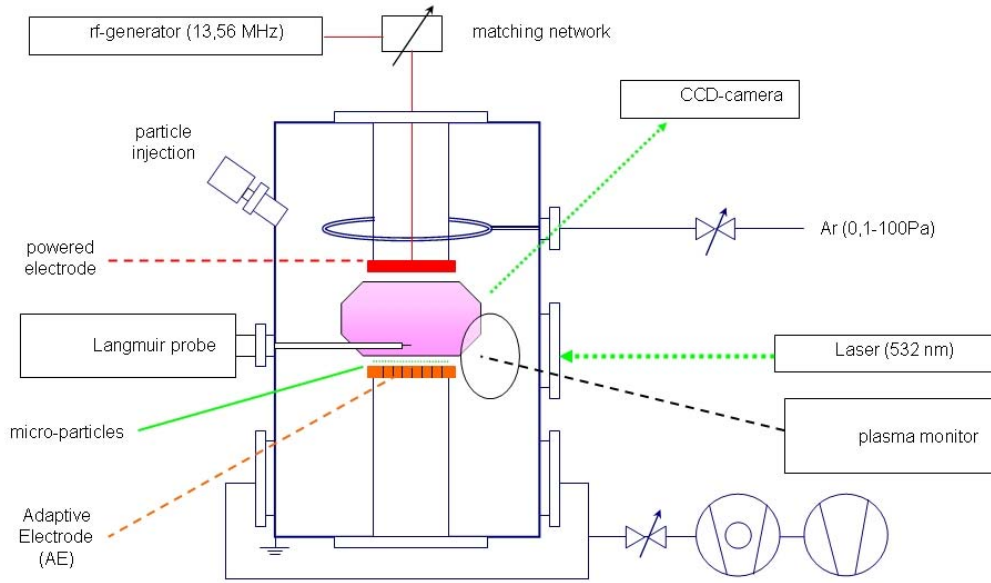 rf-generator (13,56 MHz)
matching network
CCD-camera
particle
injection
Ar (0,1-100Pa)
powered
electrode
Langmuir probe
Laser (532 nm)
micro-particles
plasma monitor
Adaptive
Electrode
(AE)